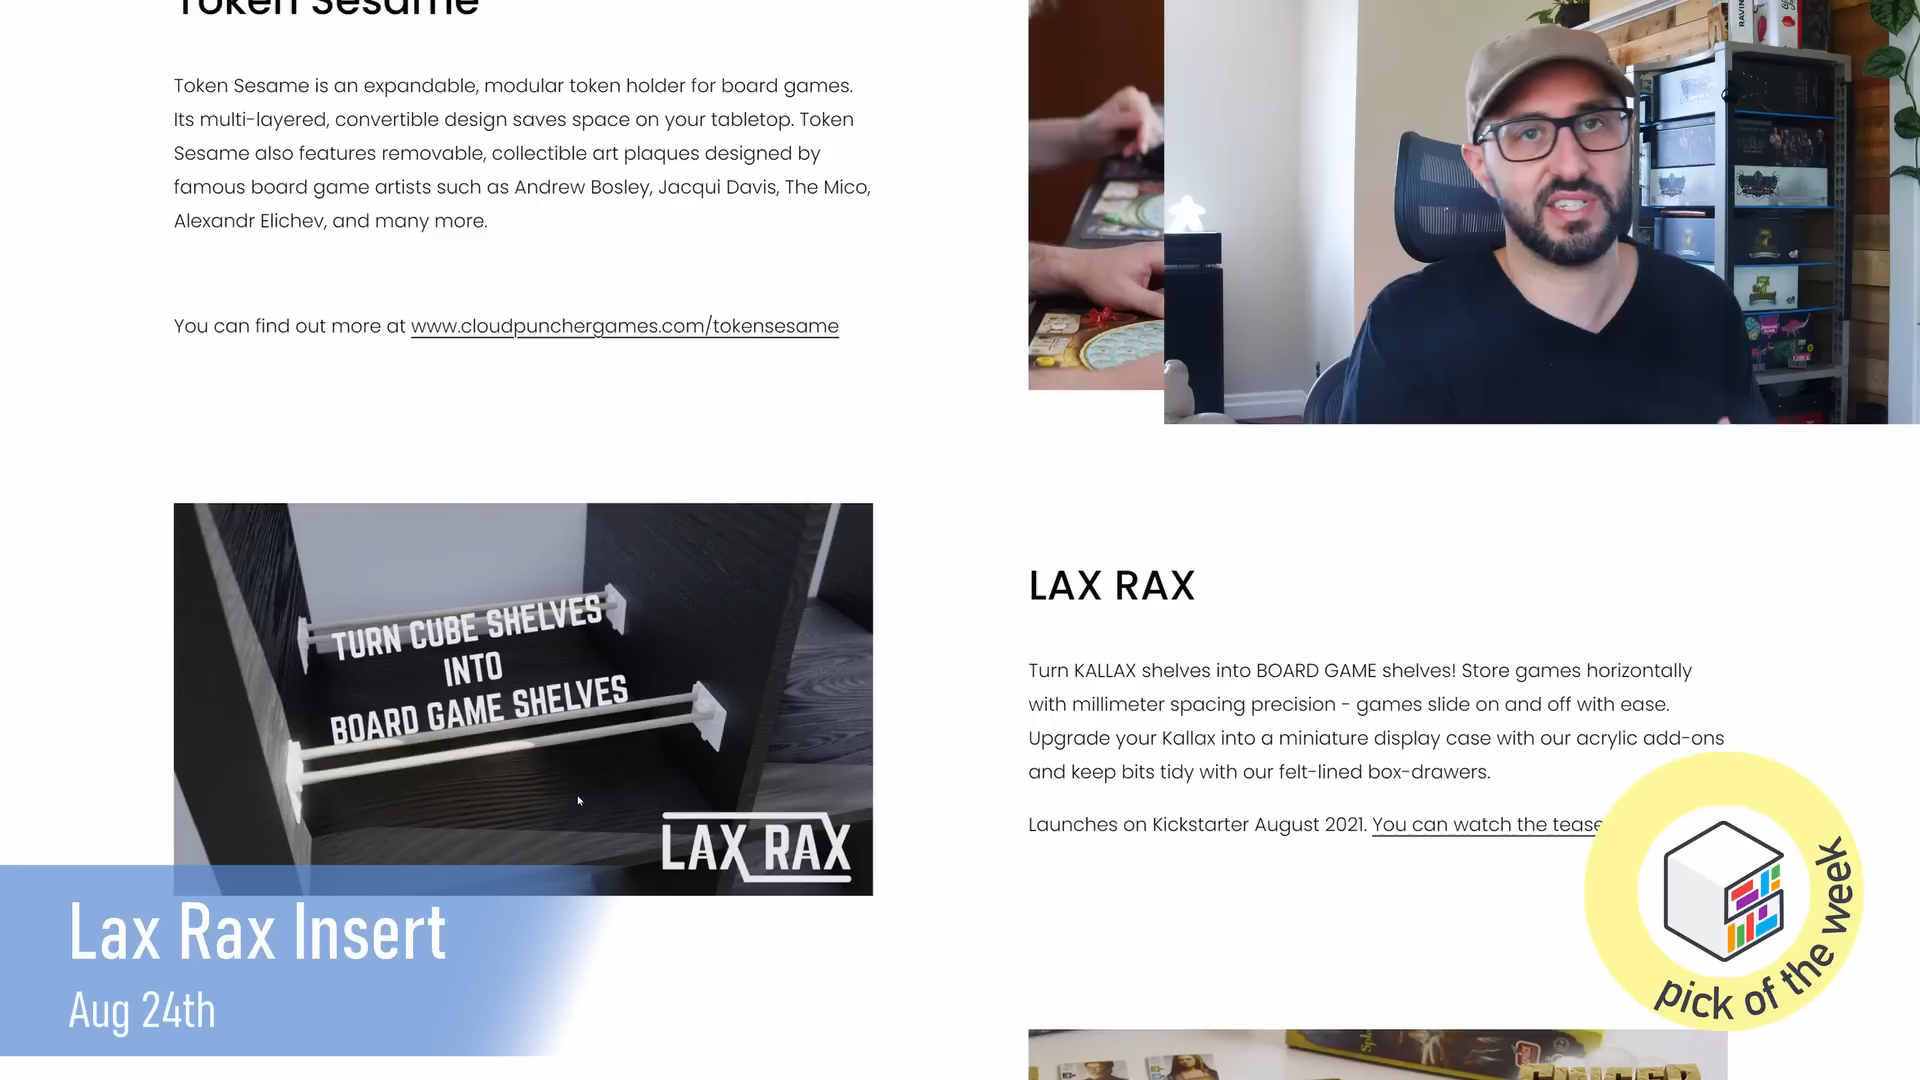 Token Sesame
Token Sesame is an expandable, modular token holder for board games.
Its multi-layered, convertible design saves space on your tabletop. Token
Sesame also features removable, collectible art plaques designed by
famous board game artists such as Andrew Bosley, Jacqui Davis, The Mico,
Alexandr Elichev, and many more.
You can find out more at www.cloudpunchergames.com/tokensesame
TURN CUBE SHELVES
INTO
BOARD GAME SHELVES
LAX RAX
LAX RAX
Turn KALLAX shelves into BOARD GAME shelves! Store games horizontally
with millimeter spacing precision - games slide on and off with ease.
Upgrade your Kallax into a miniature display case with our acrylic add-ons
and keep bits tidy with our felt-lined box-drawers.
Launches on Kickstarter August 2021. You can watch the tease
Lax Rax Insert
Aug 24th
pick of the week